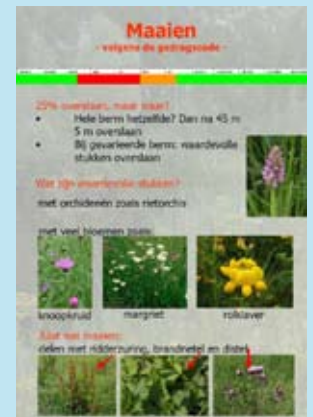 Maaien
- volgens de gedragscode -
25% overslaan, maar waar?
• Hele berm hetzelfde? Dan na 45 m
5 m overslaan
• Bij gevarieerde berm: waardevolle
stukken overslaan
Wat zijn waardevolle stukken?
met orchideeën zoals rietorchis
met veel bloemen zoals:
knoopkruid margriet rolklaver
maaien:
delen met ridderzuring, brandnetel en distel